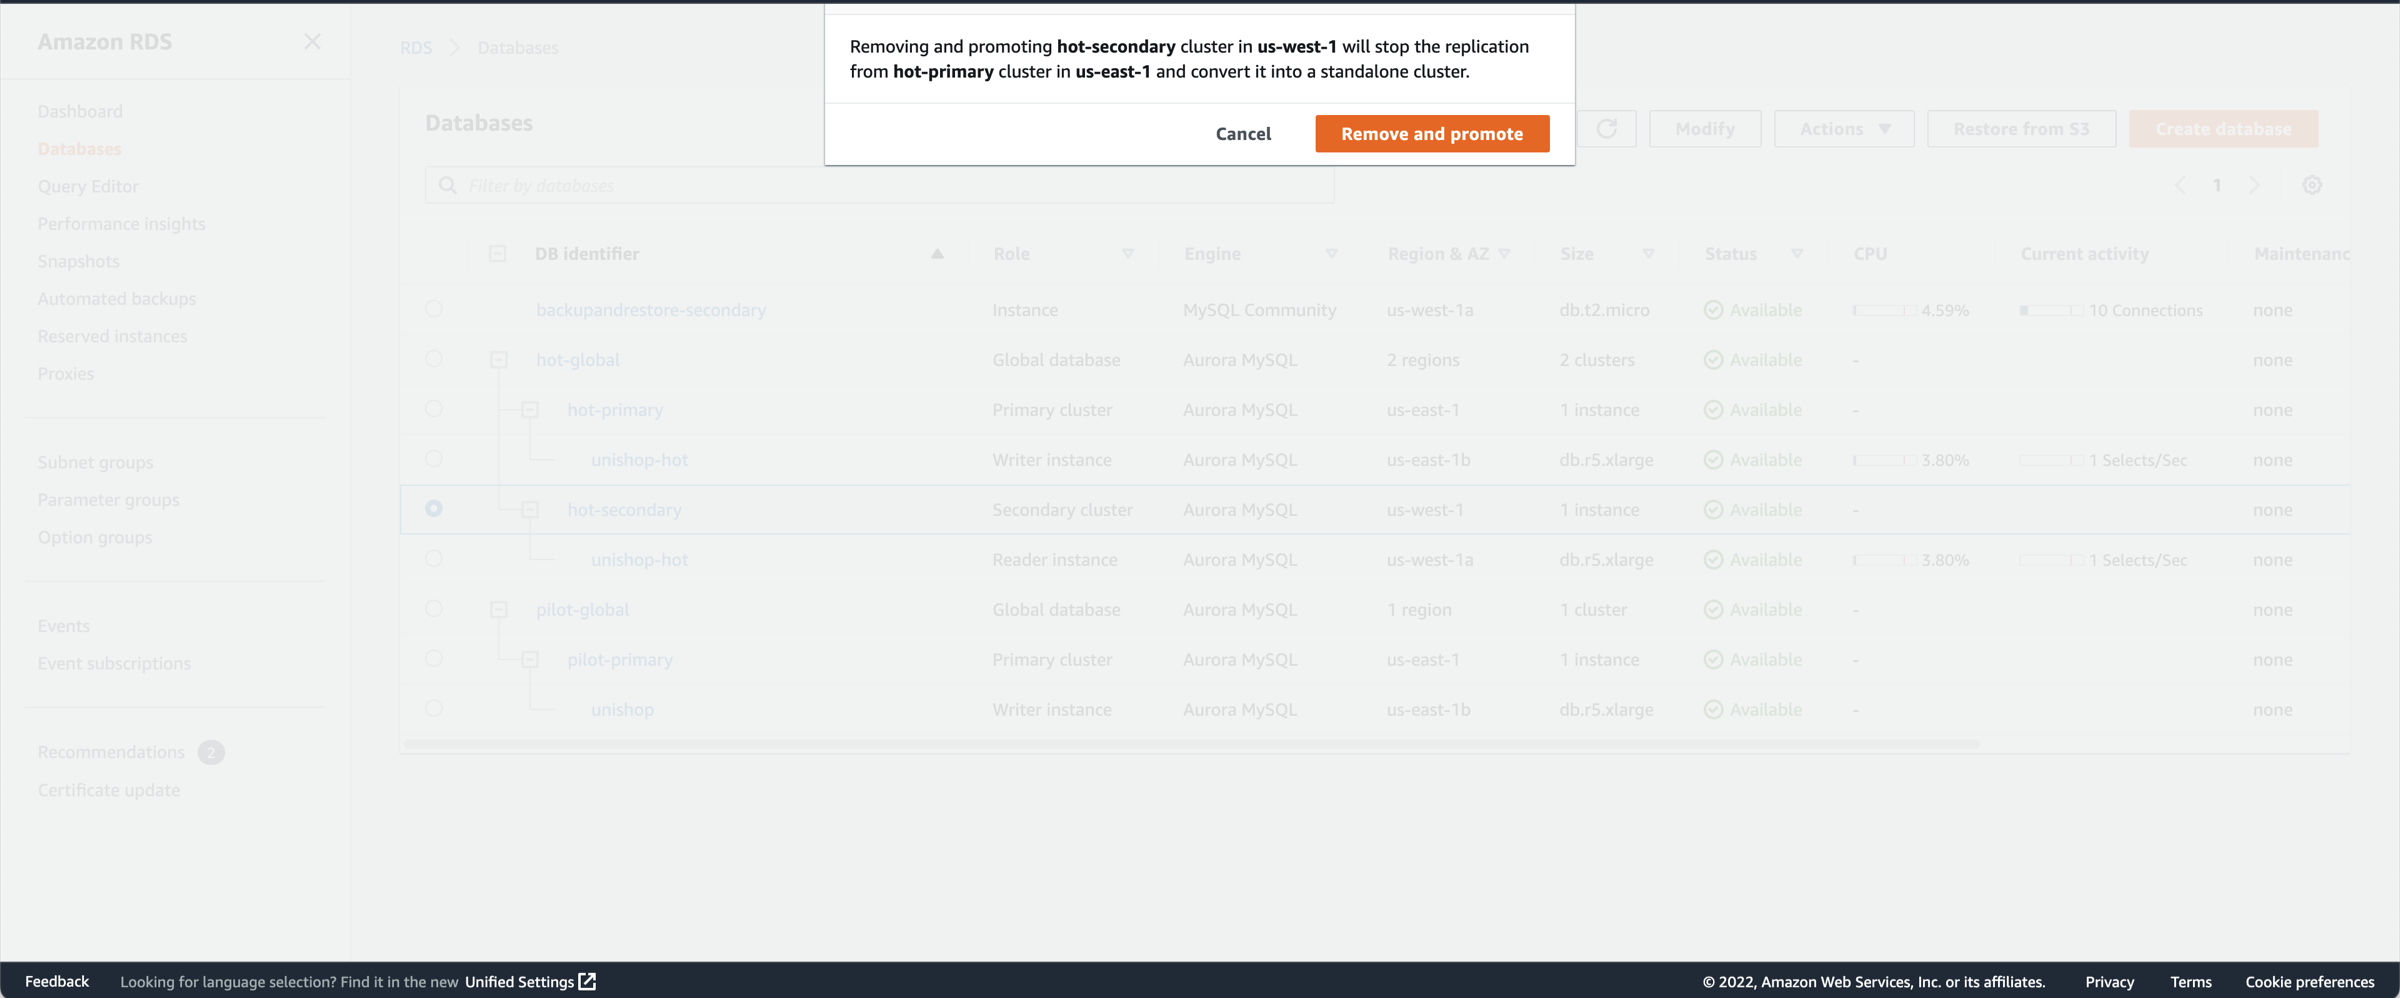 Removing and promoting hot-secondary cluster in us-west-1 will stop the replication
from hot-primary cluster in us-east-1 and convert it into a standalone cluster.
Cancel
Remove and promote
Amazon RDS
Dashboard
Databases
Query Editor
Performance insights
Snapshots
Automated backups
Reserved instances
Proxies
Subnet groups
Parameter groups
Option groups
Events
Event subscriptions
Recommendations 2
Certificate update
RDS Databases
Databases
Modify Actions Restore from S3 Create database
Filter by databases
1
DB identifier Role Engine Region & AZ Size Status CPU Current activity Maintenanc
backupandrestore-secondary Instance MySQL Community us-west-1a db.t2.micro Available 4.59% 10 Connections none
hot-global Global database Aurora MySQL 2 regions 2 clusters Available - none
hot-primary Primary cluster Aurora MySQL us-east-1 1 instance Available - none
unishop-hot Writer instance Aurora MySQL us-east-1b db.r5.xlarge Available 3.80% 1 Selects/Sec none
hot-secondary Secondary cluster Aurora MySQL us-west-1 1 instance Available - none
unishop-hot Reader instance Aurora MySQL us-west-1a db.r5.xlarge Available 3.80% 1 Selects/Sec none
pilot-global Global database Aurora MySQL 1 region 1 cluster Available - none
pilot-primary Primary cluster Aurora MySQL us-east-1 1 instance Available - none
unishop Writer instance Aurora MySQL us-east-1b db.r5.xlarge Available - none
Feedback Looking for language selection? Find it in the new Unified Settings © 2022, Amazon Web Services, Inc. or its affiliates. Privacy Terms Cookie preferences